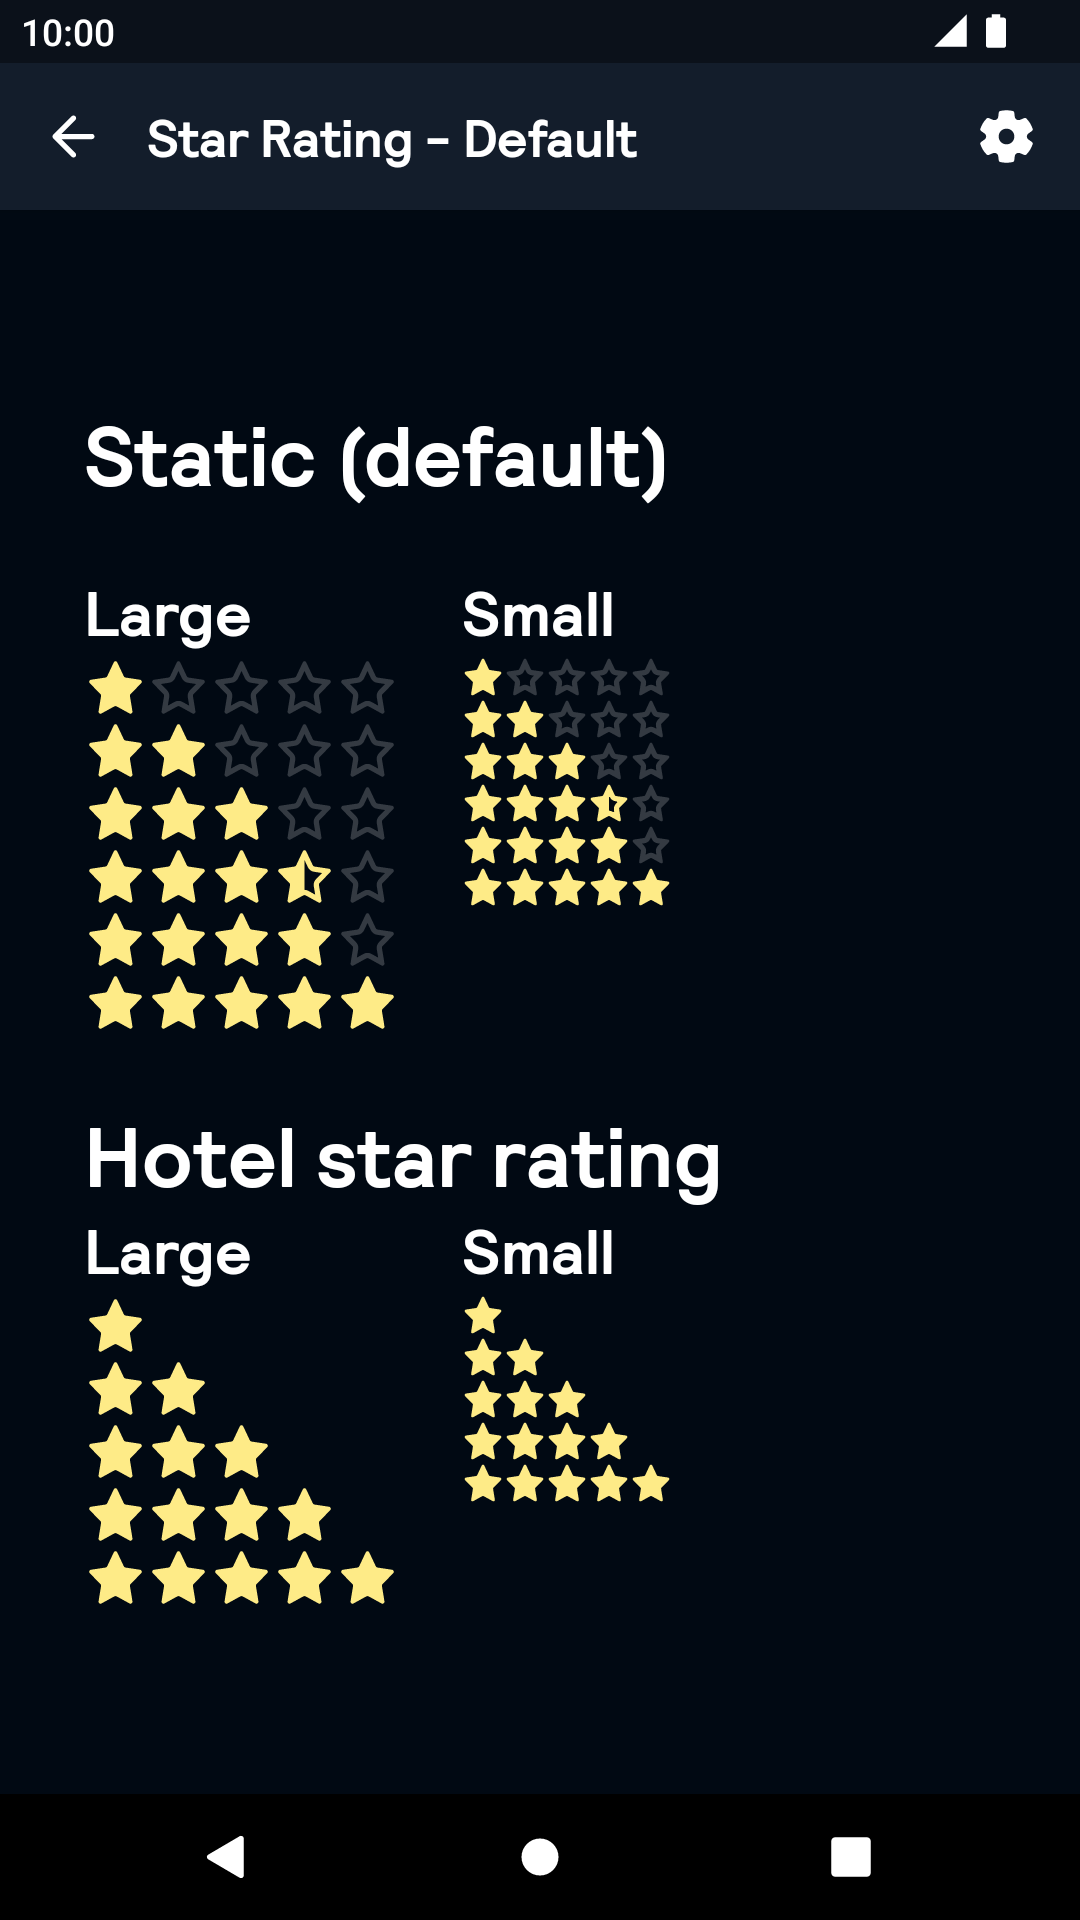 10:00
Star Rating - Default
Static (default)
Large
Small
Hotel star rating
Large
Small